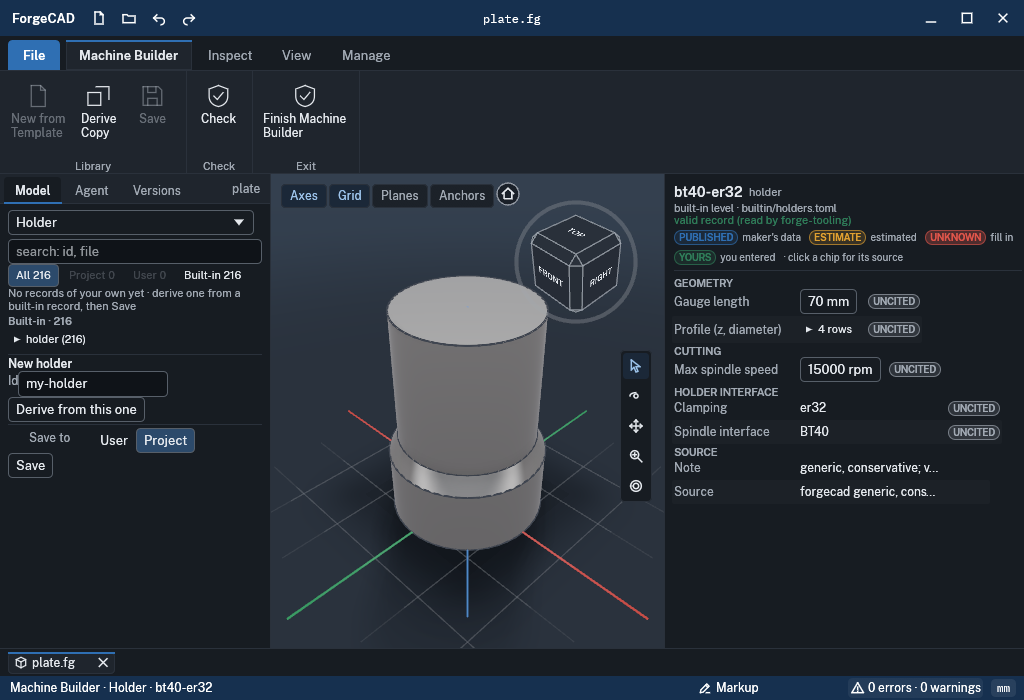 ForgeCAD
plate.fg
File
Machine Builder
Inspect
View
Manage
New from
Template
Derive
Copy
Save
Check
Finish Machine
Builder
Library
Check
Exit
Model
Agent
Versions
plate
Holder
search: id, file
All 216
Project 0
User 0
Built-in 216
No records of your own yet · derive one from a
built-in record, then Save
Built-in · 216
▸ holder (216)
New holder
Id
my-holder
Derive from this one
Save to
User
Project
Save
Axes
Grid
Planes
Anchors
TOP
FRONT
RIGHT
bt40-er32 holder
built-in level · builtin/holders.toml
valid record (read by forge-tooling)
PUBLISHED maker's data ESTIMATE estimated UNKNOWN fill in
YOURS you entered · click a chip for its source
GEOMETRY
Gauge length 70 mm UNCITED
Profile (z, diameter) ▸ 4 rows UNCITED
CUTTING
Max spindle speed 15000 rpm UNCITED
HOLDER INTERFACE
Clamping er32 UNCITED
Spindle interface BT40 UNCITED
SOURCE
Note generic, conservative; v...
Source forgecad generic, cons...
plate.fg
Machine Builder · Holder · bt40-er32
Markup
0 errors · 0 warnings
mm